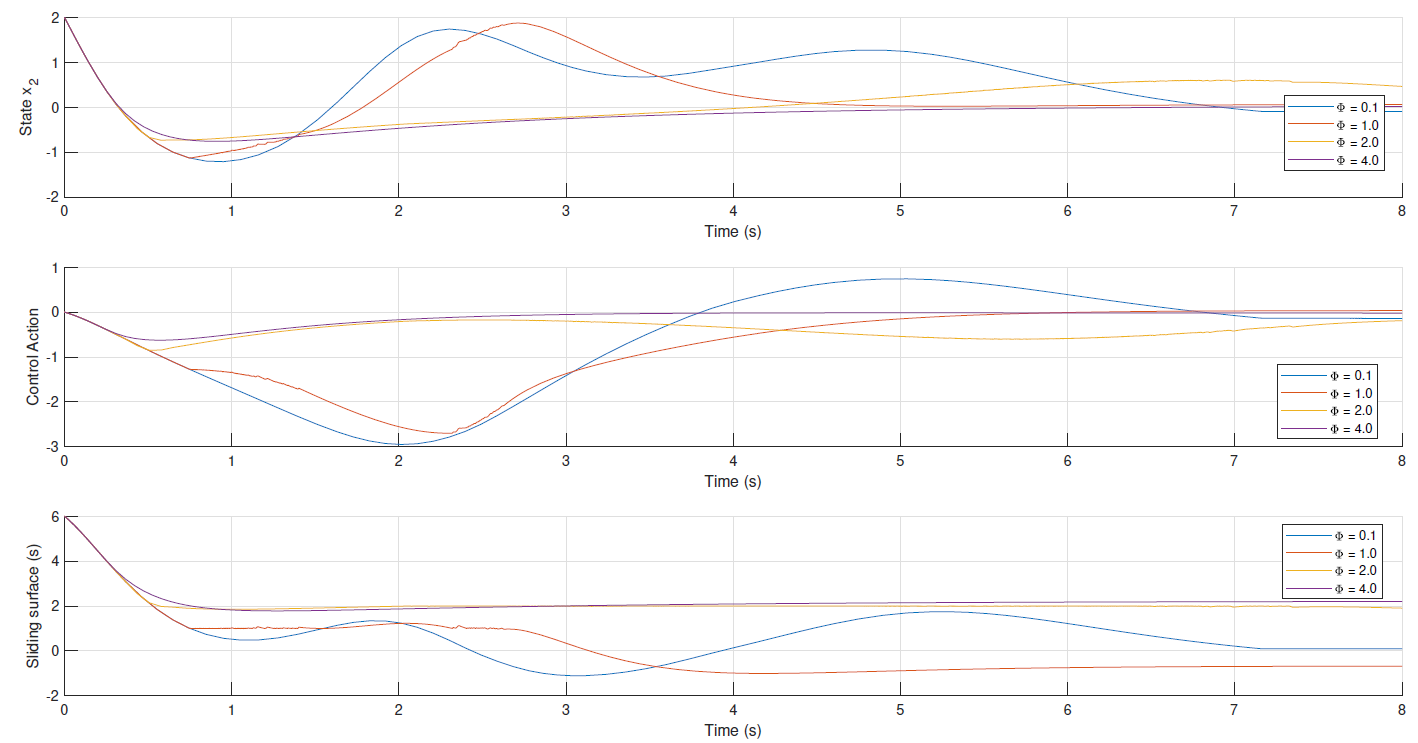 2
1
0
-1
-2
State x2
0 1 2 3 4 5 6 7 8
Time (s)
Φ = 0.1
Φ = 1.0
Φ = 2.0
Φ = 4.0
1
0
-1
-2
-3
Control Action
0 1 2 3 4 5 6 7 8
Time (s)
Φ = 0.1
Φ = 1.0
Φ = 2.0
Φ = 4.0
6
4
2
0
-2
Sliding surface (s)
0 1 2 3 4 5 6 7 8
Time (s)
Φ = 0.1
Φ = 1.0
Φ = 2.0
Φ = 4.0